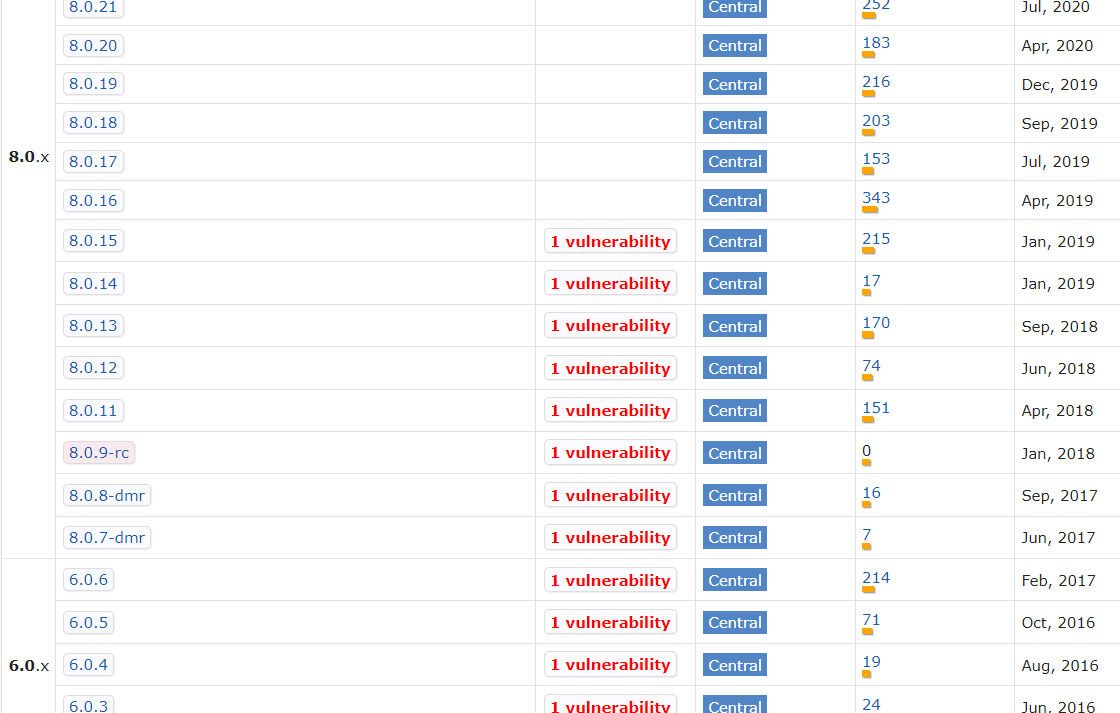 8.0.21 Central 252 Jul, 2020
8.0.20 Central 183 Apr, 2020
8.0.19 Central 216 Dec, 2019
8.0.18 Central 203 Sep, 2019
8.0.x
8.0.17 Central 153 Jul, 2019
8.0.16 Central 343 Apr, 2019
8.0.15 1 vulnerability Central 215 Jan, 2019
8.0.14 1 vulnerability Central 17 Jan, 2019
8.0.13 1 vulnerability Central 170 Sep, 2018
8.0.12 1 vulnerability Central 74 Jun, 2018
8.0.11 1 vulnerability Central 151 Apr, 2018
8.0.9-rc 1 vulnerability Central 0 Jan, 2018
8.0.8-dmr 1 vulnerability Central 16 Sep, 2017
8.0.7-dmr 1 vulnerability Central 7 Jun, 2017
6.0.6 1 vulnerability Central 214 Feb, 2017
6.0.5 1 vulnerability Central 71 Oct, 2016
6.0.x 6.0.4 1 vulnerability Central 19 Aug, 2016
6.0.3 1 vulnerability Central 24 Jun, 2016